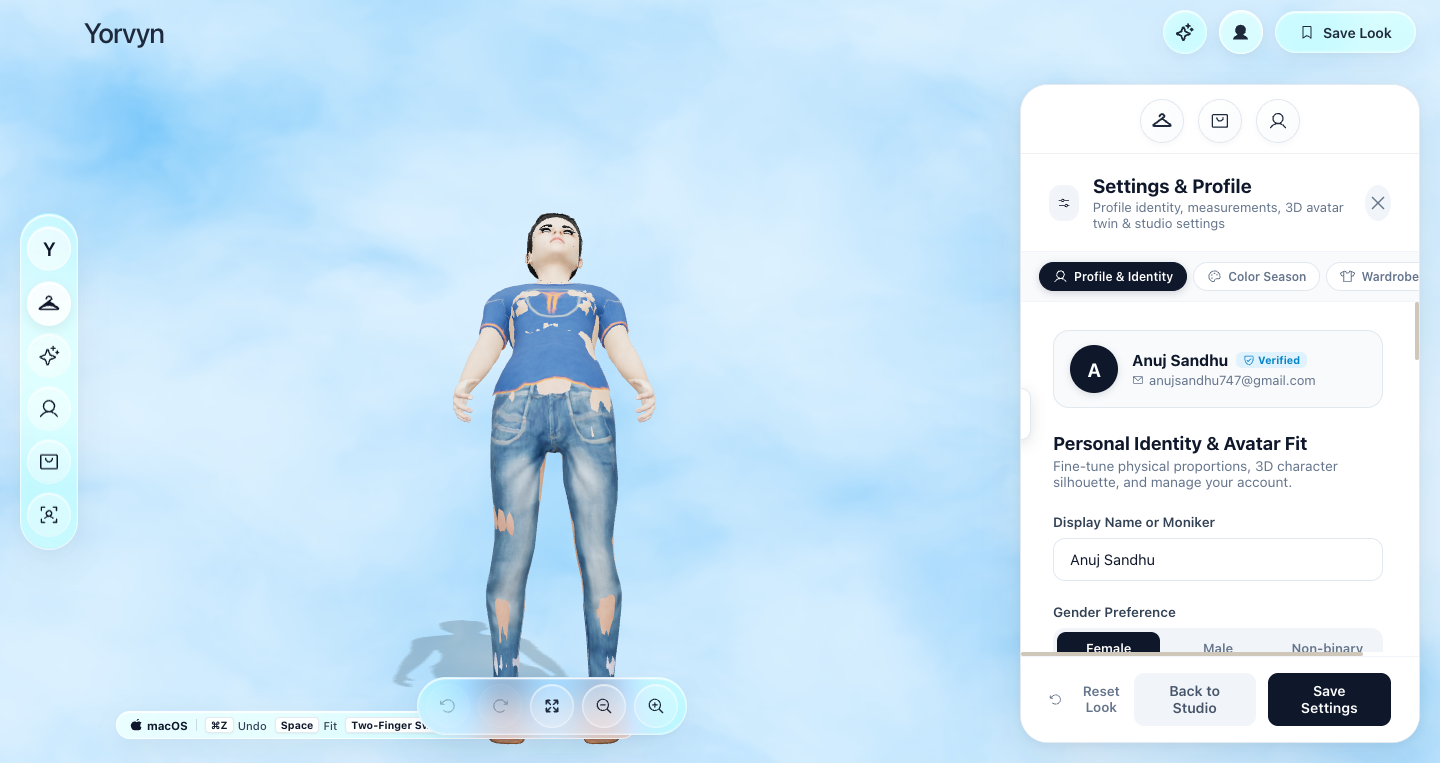 Yorvyn
Save Look
Settings & Profile
Profile identity, measurements, 3D avatar
twin & studio settings
Profile & Identity
Color Season
Wardrobe
Y
A
Anuj Sandhu
Verified
anujsandhu747@gmail.com
Personal Identity & Avatar Fit
Fine-tune physical proportions, 3D character
silhouette, and manage your account.
Display Name or Moniker
Anuj Sandhu
Gender Preference
Female
Male
Non-binary
Reset
Look
Back to
Studio
Save
Settings
macOS
⌘Z
Undo
Space
Fit
Two-Finger